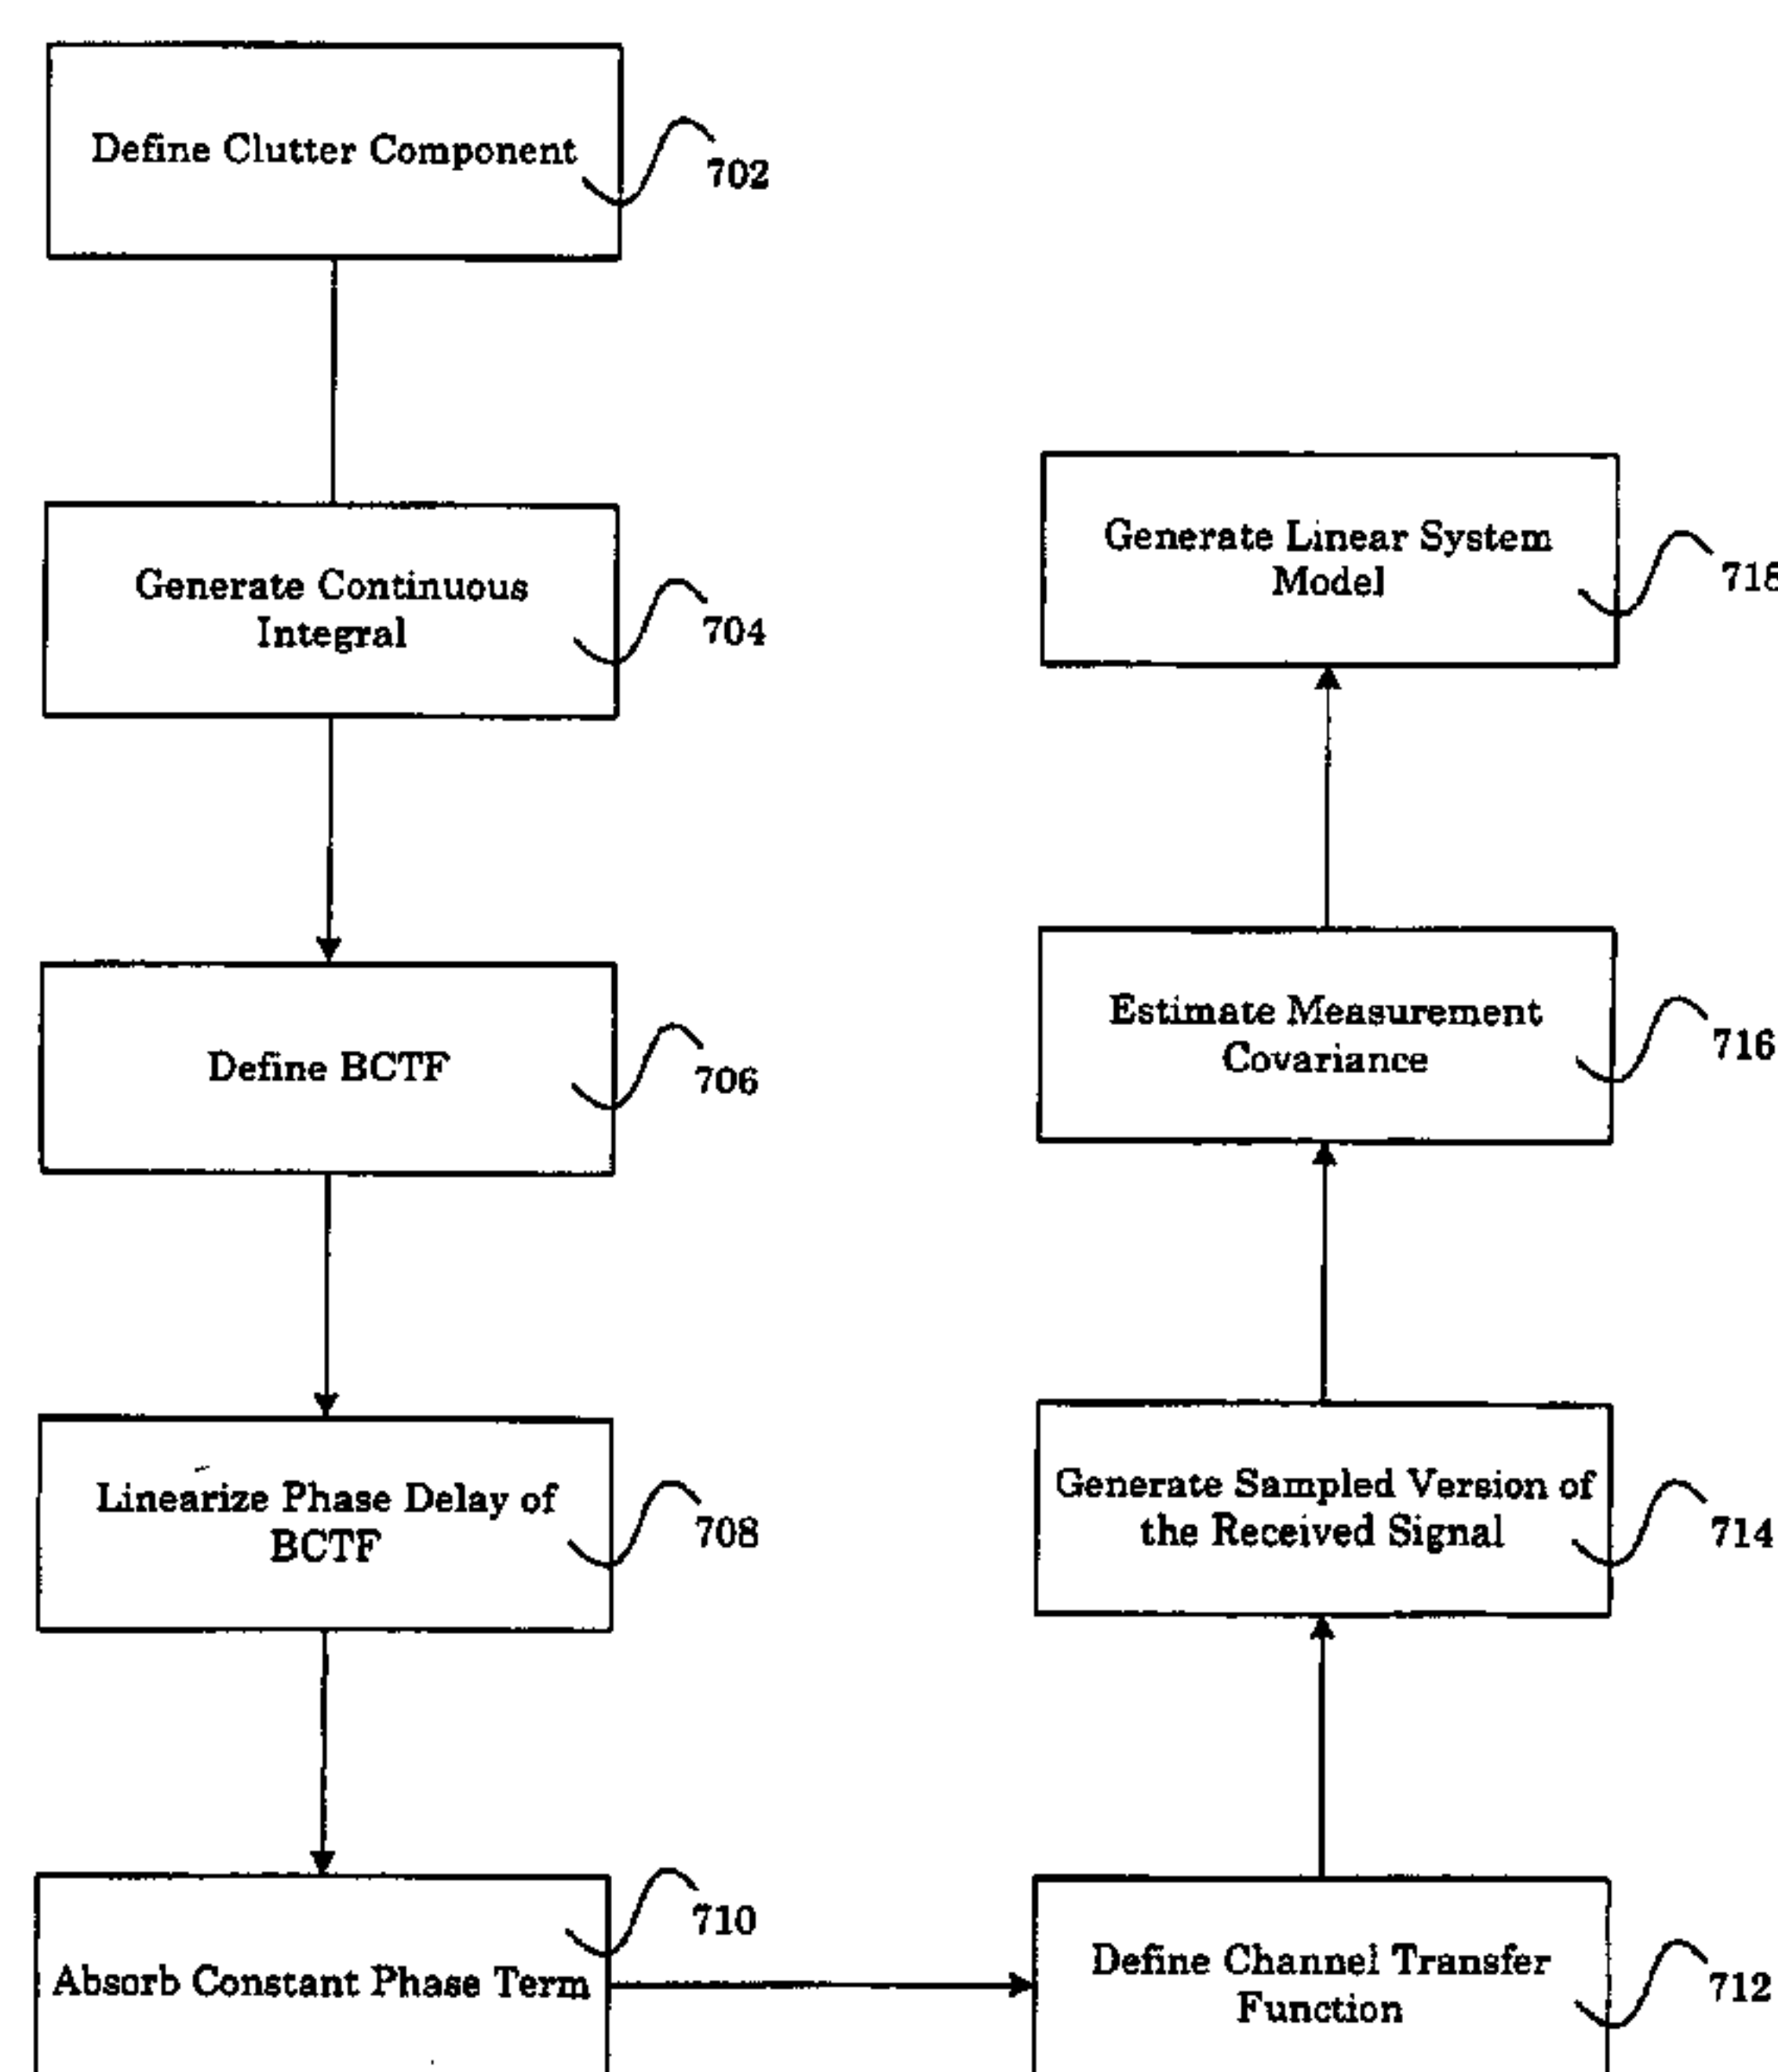 Define Clutter Component
702
Generate Continuous
Integral
704
Define BCTF
706
Linearize Phase Delay of
BCTF
708
Absorb Constant Phase Term
710
Define Channel Transfer
Function
712
Generate Sampled Version of
the Received Signal
714
Estimate Measurement
Covariance
716
Generate Linear System
Model
718